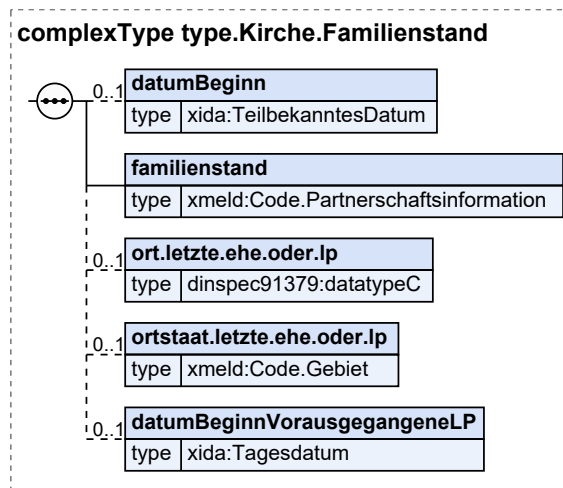 complexType type.Kirche.Familienstand
0..1 datumBeginn
type xida:TeilbekanntesDatum
familienstand
type xmeld:Code.Partnerschaftsinformation
0..1 ort.letzte.ehe.oder.lp
type dinspec91379:datatypeC
0..1 ortstaat.letzte.ehe.oder.lp
type xmeld:Code.Gebiet
0..1 datumBeginnVorausgegangeneLP
type xida:Tagesdatum